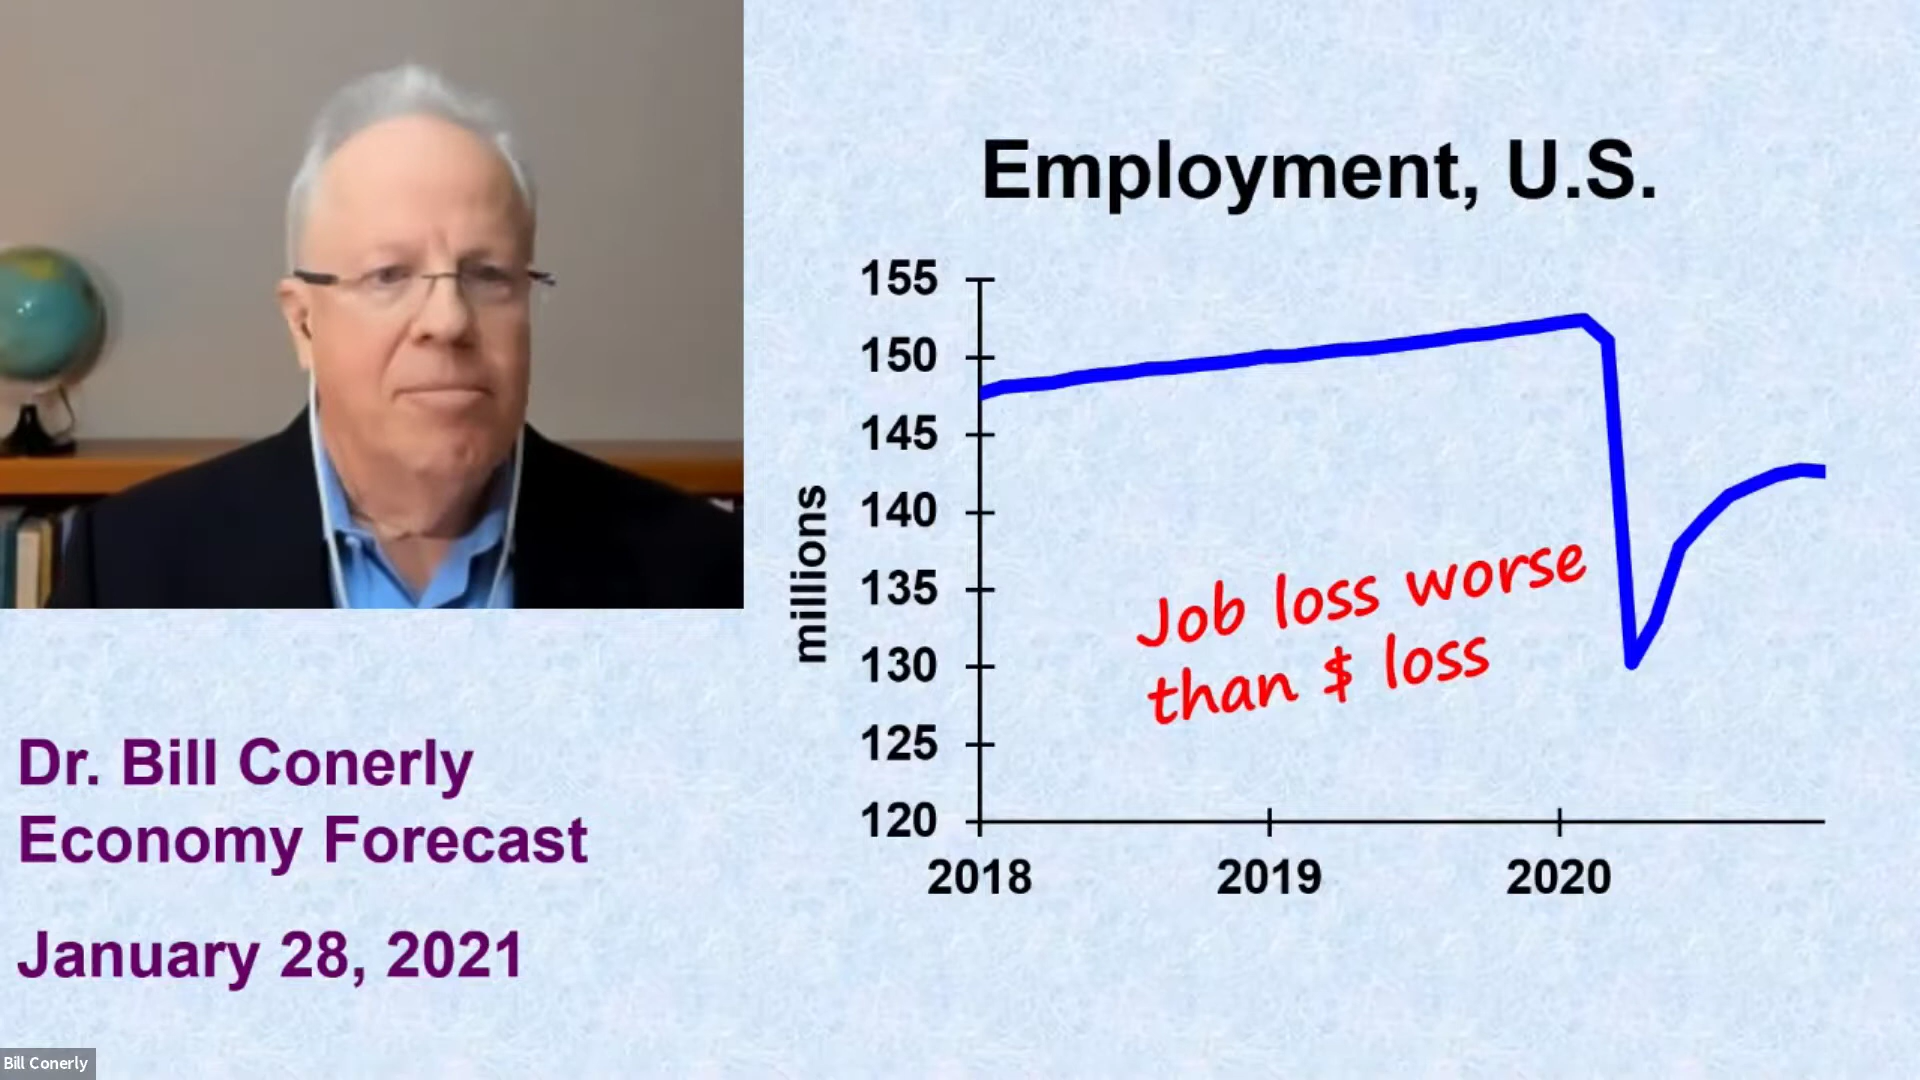 Employment, U.S.
155
150
145
140
135
130
125
120
millions
2018 2019 2020
Job loss worse
than $ loss
Dr. Bill Conerly
Economy Forecast
January 28, 2021
Bill Conerly